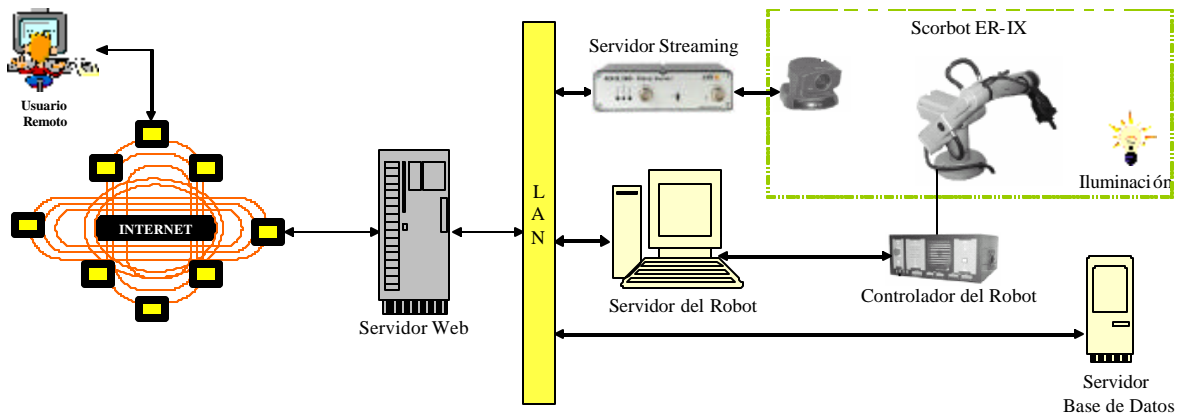 Usuario
Remoto
INTERNET
Servidor Web
L
A
N
Servidor Streaming
Scorbot ER-IX
Iluminación
Servidor del Robot
Controlador del Robot
Servidor
Base de Datos